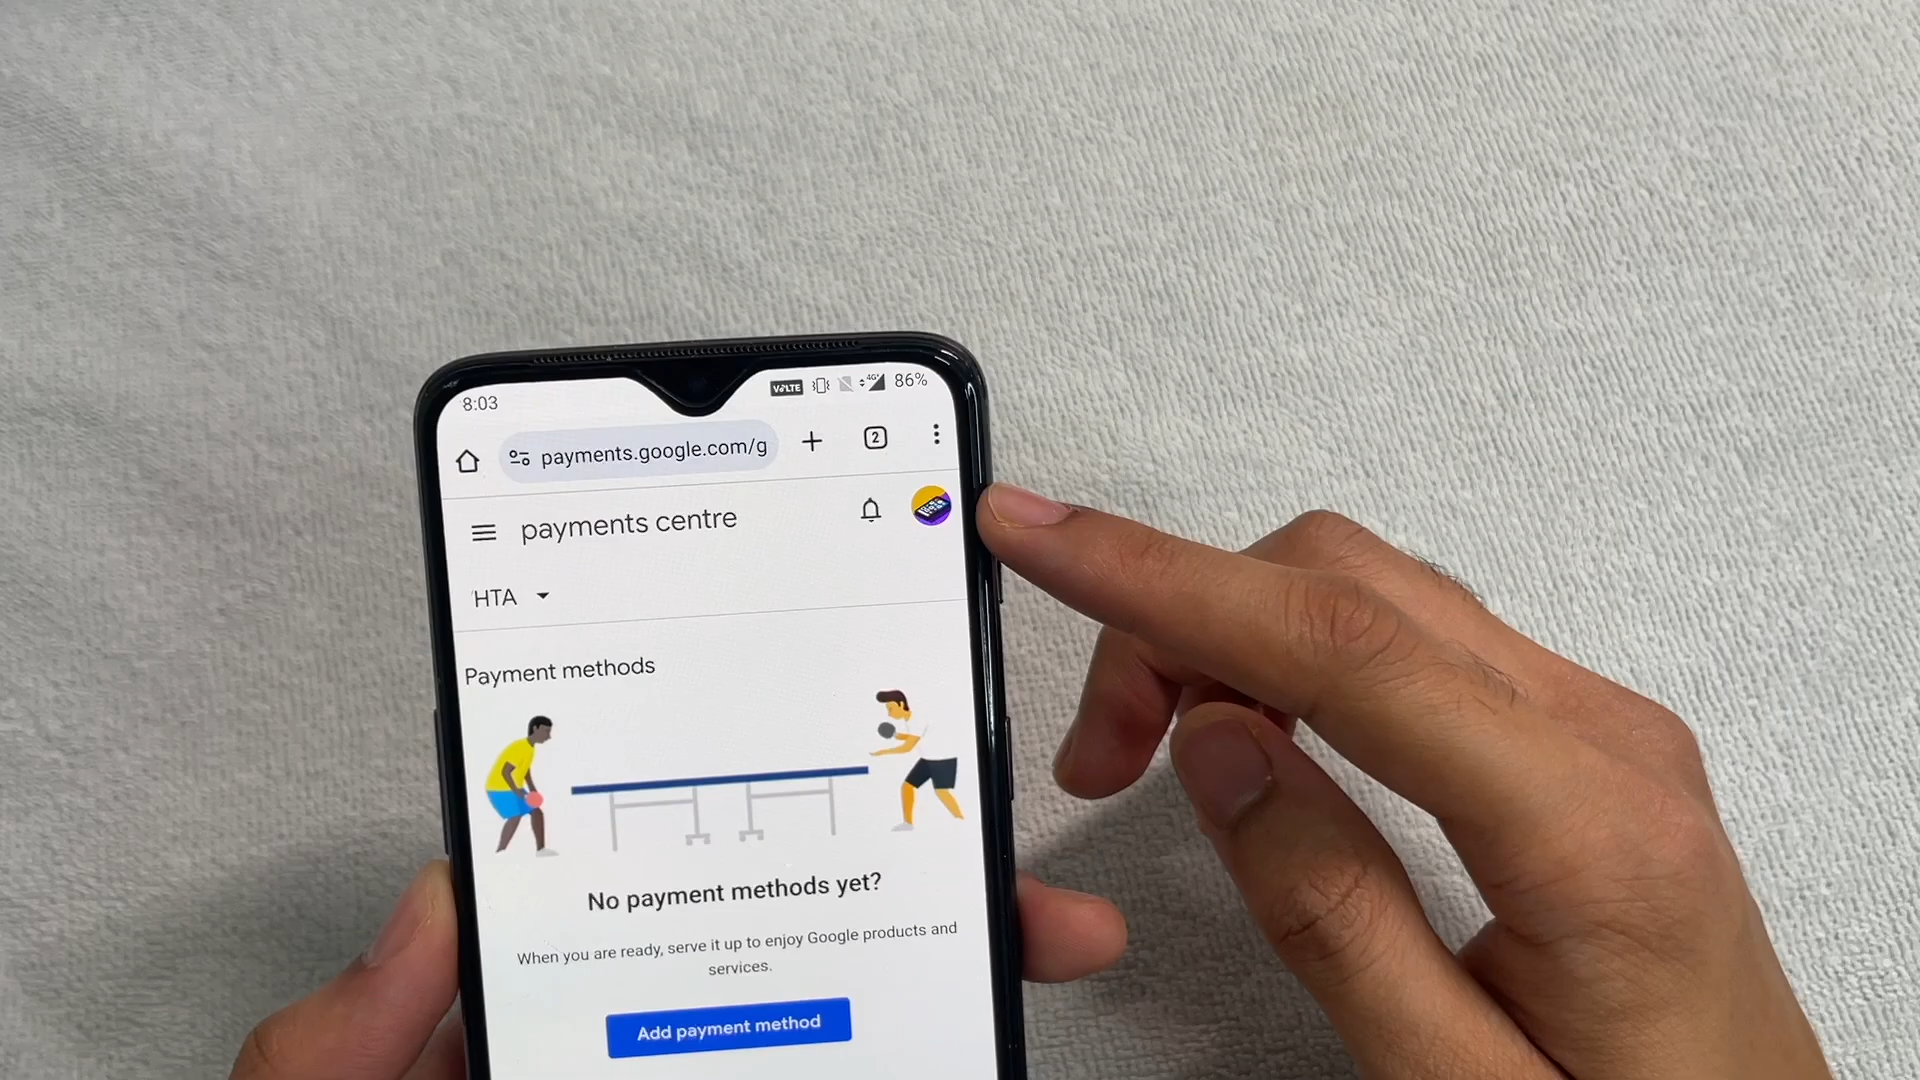 8:03
VoLTE 4G+ 86%
payments.google.com/g
2
payments centre
HTA
Payment methods
No payment methods yet?
When you are ready, serve it up to enjoy Google products and
services.
Add payment method